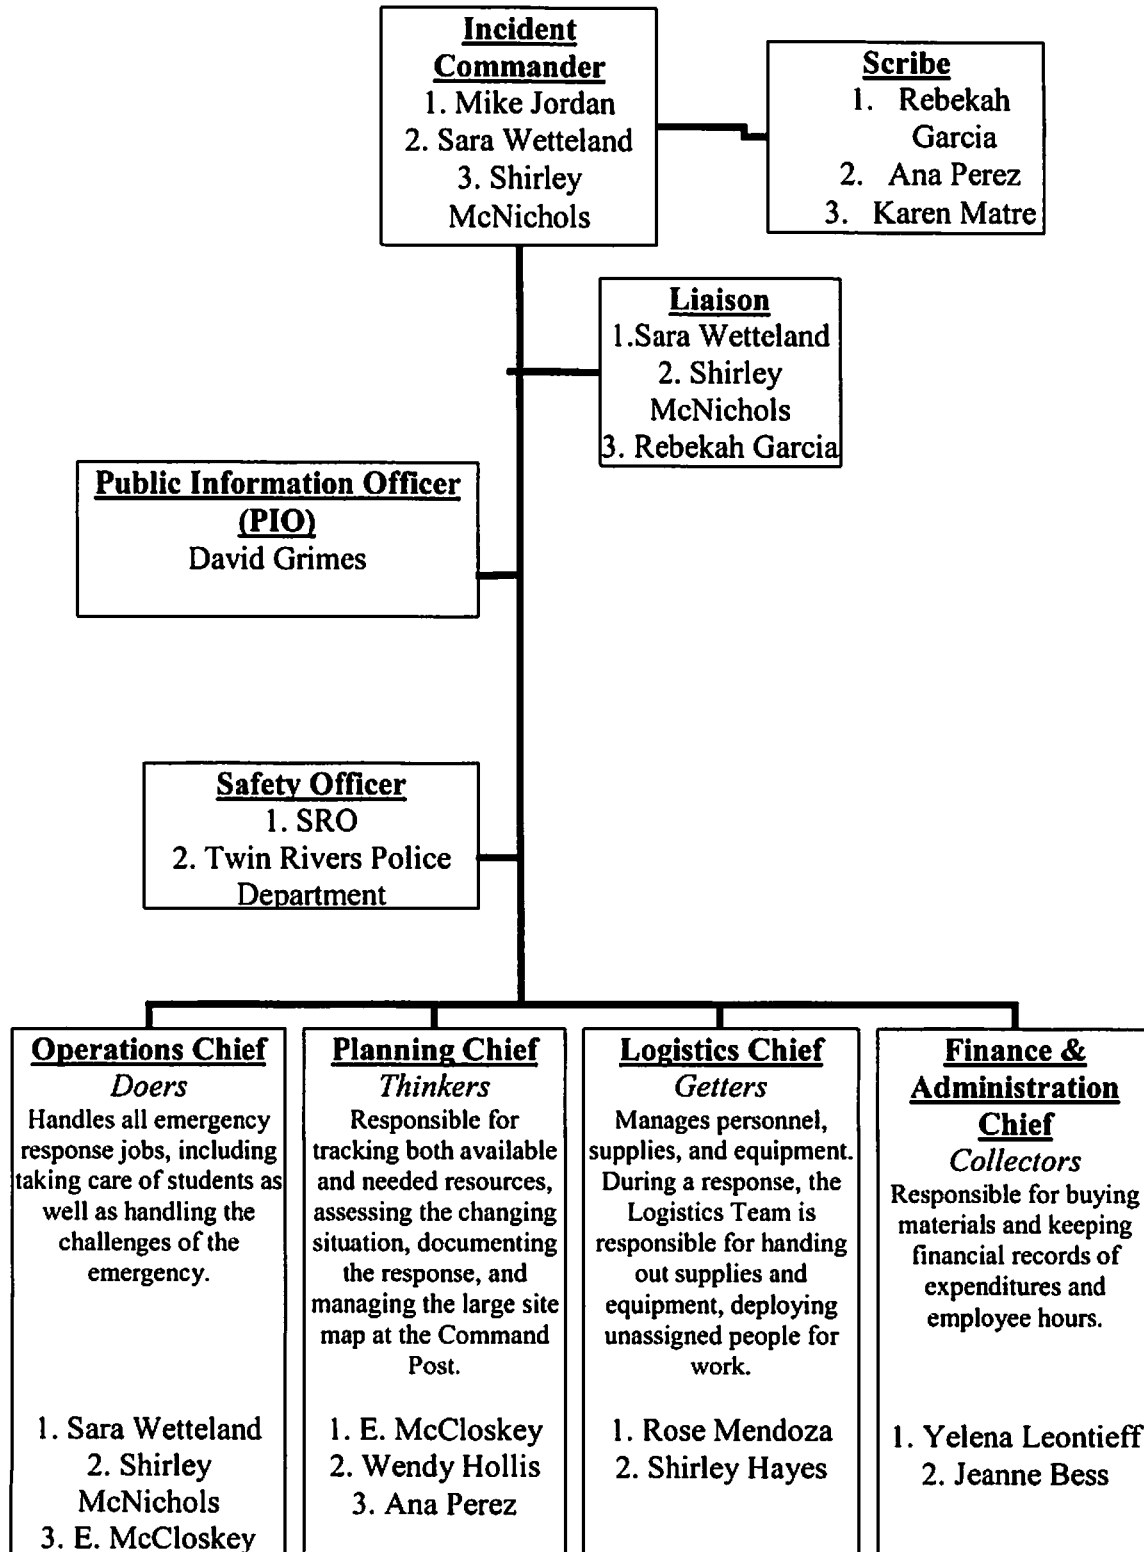 Incident
Commander
1. Mike Jordan
2. Sara Wetteland
3. Shirley
McNichols
Scribe
1. Rebekah
Garcia
2. Ana Perez
3. Karen Matre
Liaison
1.Sara Wetteland
2. Shirley
McNichols
3. Rebekah Garcia
Public Information Officer
(PIO)
David Grimes
Safety Officer
1. SRO
2. Twin Rivers Police
Department
Operations Chief
Doers
Handles all emergency
response jobs, including
taking care of students as
well as handling the
challenges of the
emergency.
1. Sara Wetteland
2. Shirley
McNichols
3. E. McCloskey
Planning Chief
Thinkers
Responsible for
tracking both available
and needed resources,
assessing the changing
situation, documenting
the response, and
managing the large site
map at the Command
Post.
1. E. McCloskey
2. Wendy Hollis
3. Ana Perez
Logistics Chief
Getters
Manages personnel,
supplies, and equipment.
During a response, the
Logistics Team is
responsible for handing
out supplies and
equipment, deploying
unassigned people for
work.
1. Rose Mendoza
2. Shirley Hayes
Finance &
Administration
Chief
Collectors
Responsible for buying
materials and keeping
financial records of
expenditures and
employee hours.
1. Yelena Leontieff
2. Jeanne Bess